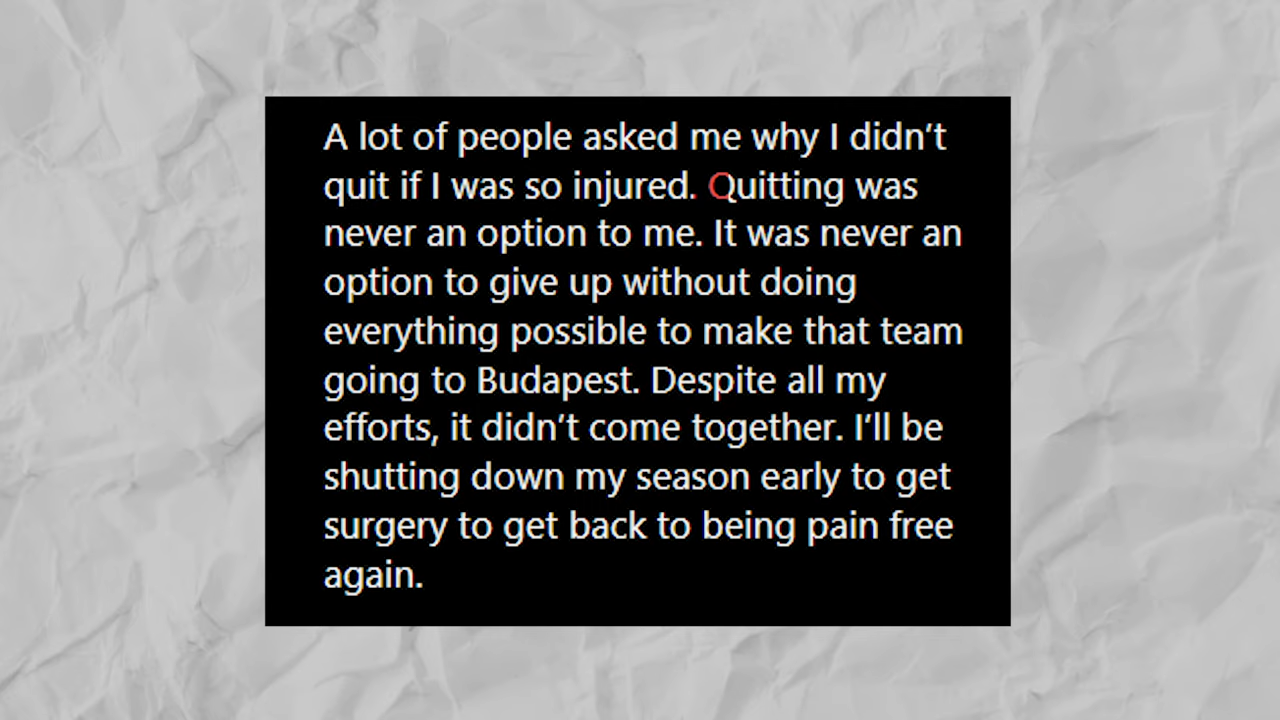 A lot of people asked me why I didn’t
quit if I was so injured. Quitting was
never an option to me. It was never an
option to give up without doing
everything possible to make that team
going to Budapest. Despite all my
efforts, it didn’t come together. I’ll be
shutting down my season early to get
surgery to get back to being pain free
again.